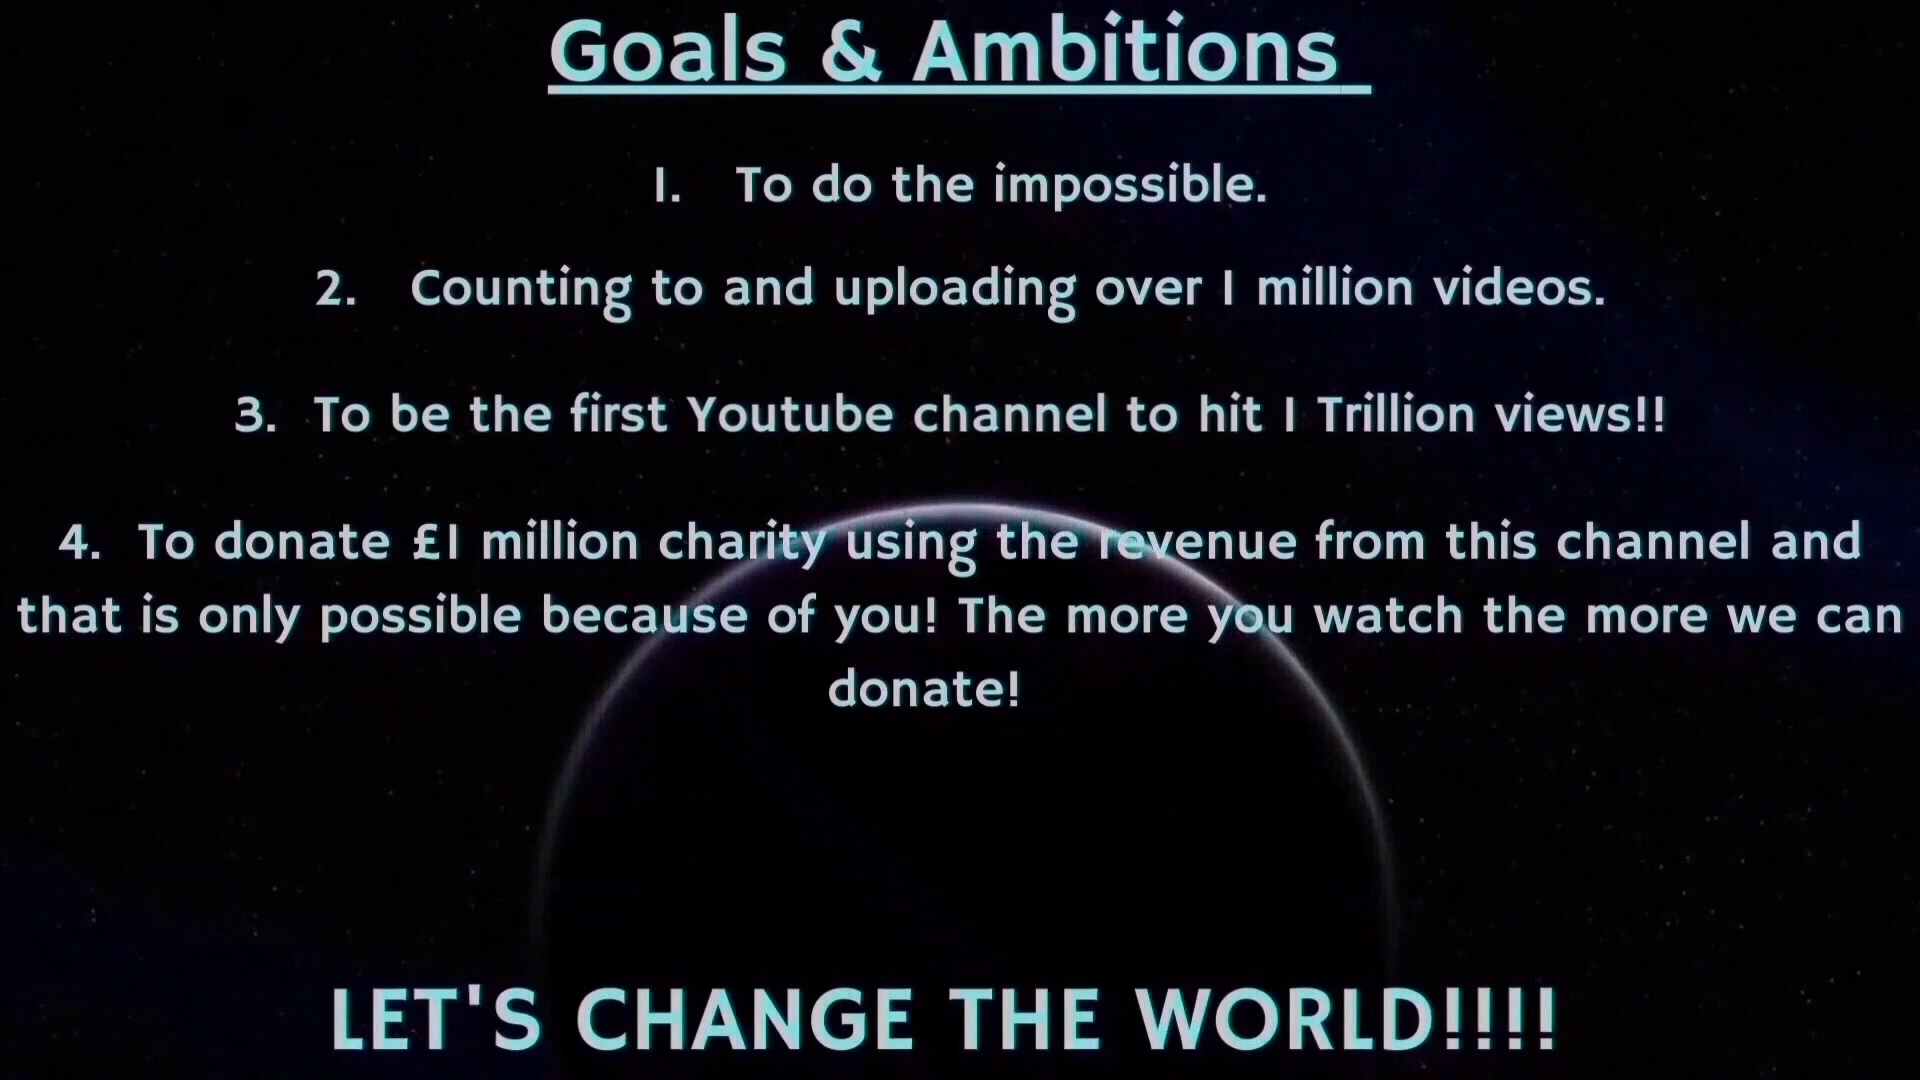 Goals & Ambitions
1. To do the impossible.
2. Counting to and uploading over 1 million videos.
3. To be the first Youtube channel to hit 1 Trillion views!!
4. To donate £1 million charity using the revenue from this channel and
that is only possible because of you! The more you watch the more we can
donate!
LET'S CHANGE THE WORLD!!!!